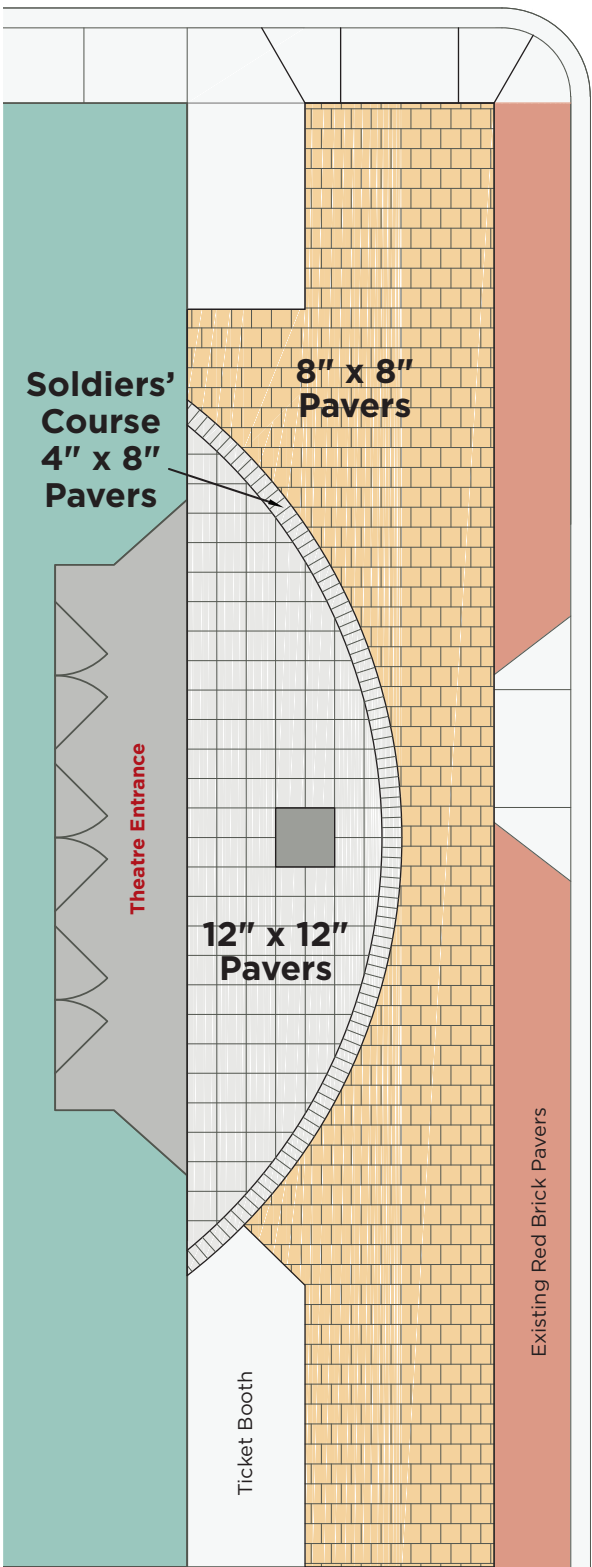 8" x 8"
Pavers
Soldiers’
Course
4" x 8"
Pavers
Theatre Entrance
12" x 12"
Pavers
Existing Red Brick Pavers
Ticket Booth